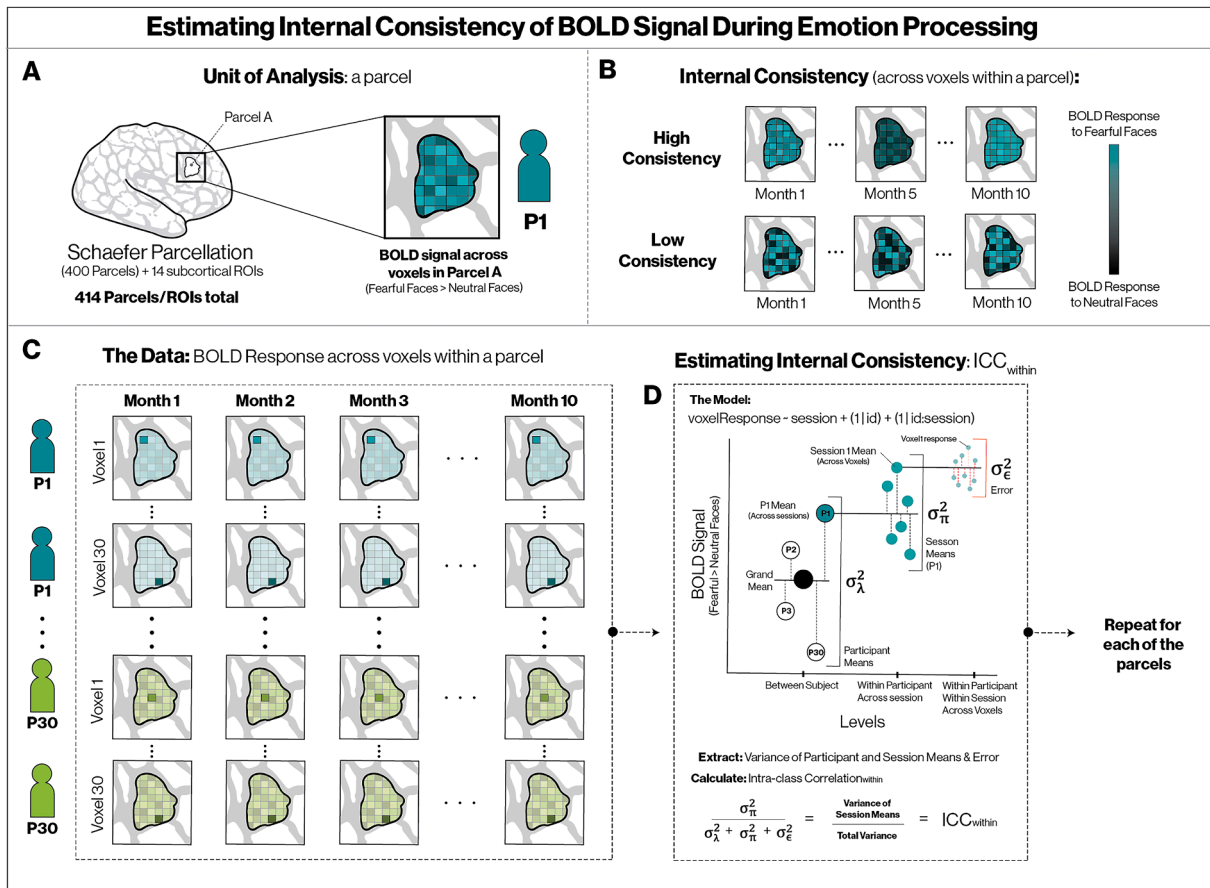 Estimating Internal Consistency of BOLD Signal During Emotion Processing
A
Unit of Analysis: a parcel
Parcel A
P1
Schaefer Parcellation
(400 Parcels) + 14 subcortical ROIs
414 Parcels/ROIs total
BOLD signal across
voxels in Parcel A
(Fearful Faces > Neutral Faces)
B
Internal Consistency (across voxels within a parcel):
High
Consistency
...
...
Month 1
Month 5
Month 10
Low
Consistency
...
...
Month 1
Month 5
Month 10
BOLD Response
to Fearful Faces
BOLD Response
to Neutral Faces
C
The Data: BOLD Response across voxels within a parcel
Month 1
Month 2
Month 3
Month 10
P1
Voxel 1
. . .
P1
Voxel 30
. . .
P30
Voxel 1
. . .
P30
Voxel 30
. . .
Estimating Internal Consistency: ICCwithin
D
The Model:
voxelResponse ~ session + (1|id) + (1|id:session)
Voxel 1 response
Session 1 Mean
(Across Voxels)
σ²ϵ
Error
P1 Mean
(Across sessions)
P1
σ²π
Sesson
Means
(P1)
BOLD Signal
(Fearful > Neutral Faces)
P2
Grand
Mean
σ²λ
P3
P30
Participant
Means
Between Subject
Within Participant
Across session
Within Participant
Within Session
Across Voxels
Levels
Extract: Variance of Participant and Session Means & Error
Calculate: Intra-class Correlationwithin
σ²π
σ²λ + σ²π + σ²ϵ
=
Variance of
Session Means
Total Variance
= ICCwithin
Repeat for
each of the
parcels